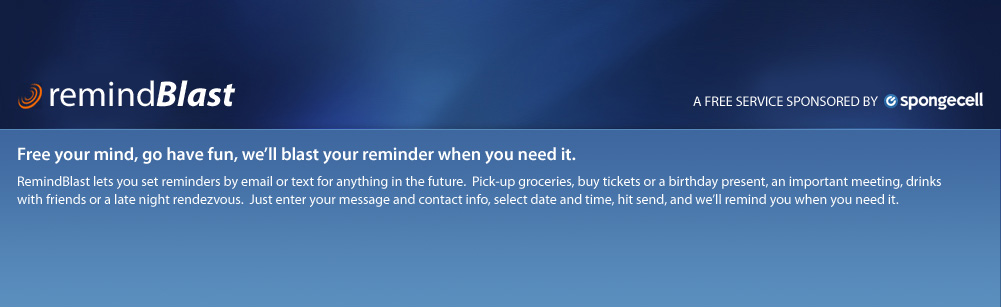 remindBlast
A FREE SERVICE SPONSORED BY spongecell
Free your mind, go have fun, we’ll blast your reminder when you need it.
RemindBlast lets you set reminders by email or text for anything in the future.  Pick-up groceries, buy tickets or a birthday present, an important meeting, drinks
with friends or a late night rendezvous.  Just enter your message and contact info, select date and time, hit send, and we’ll remind you when you need it.